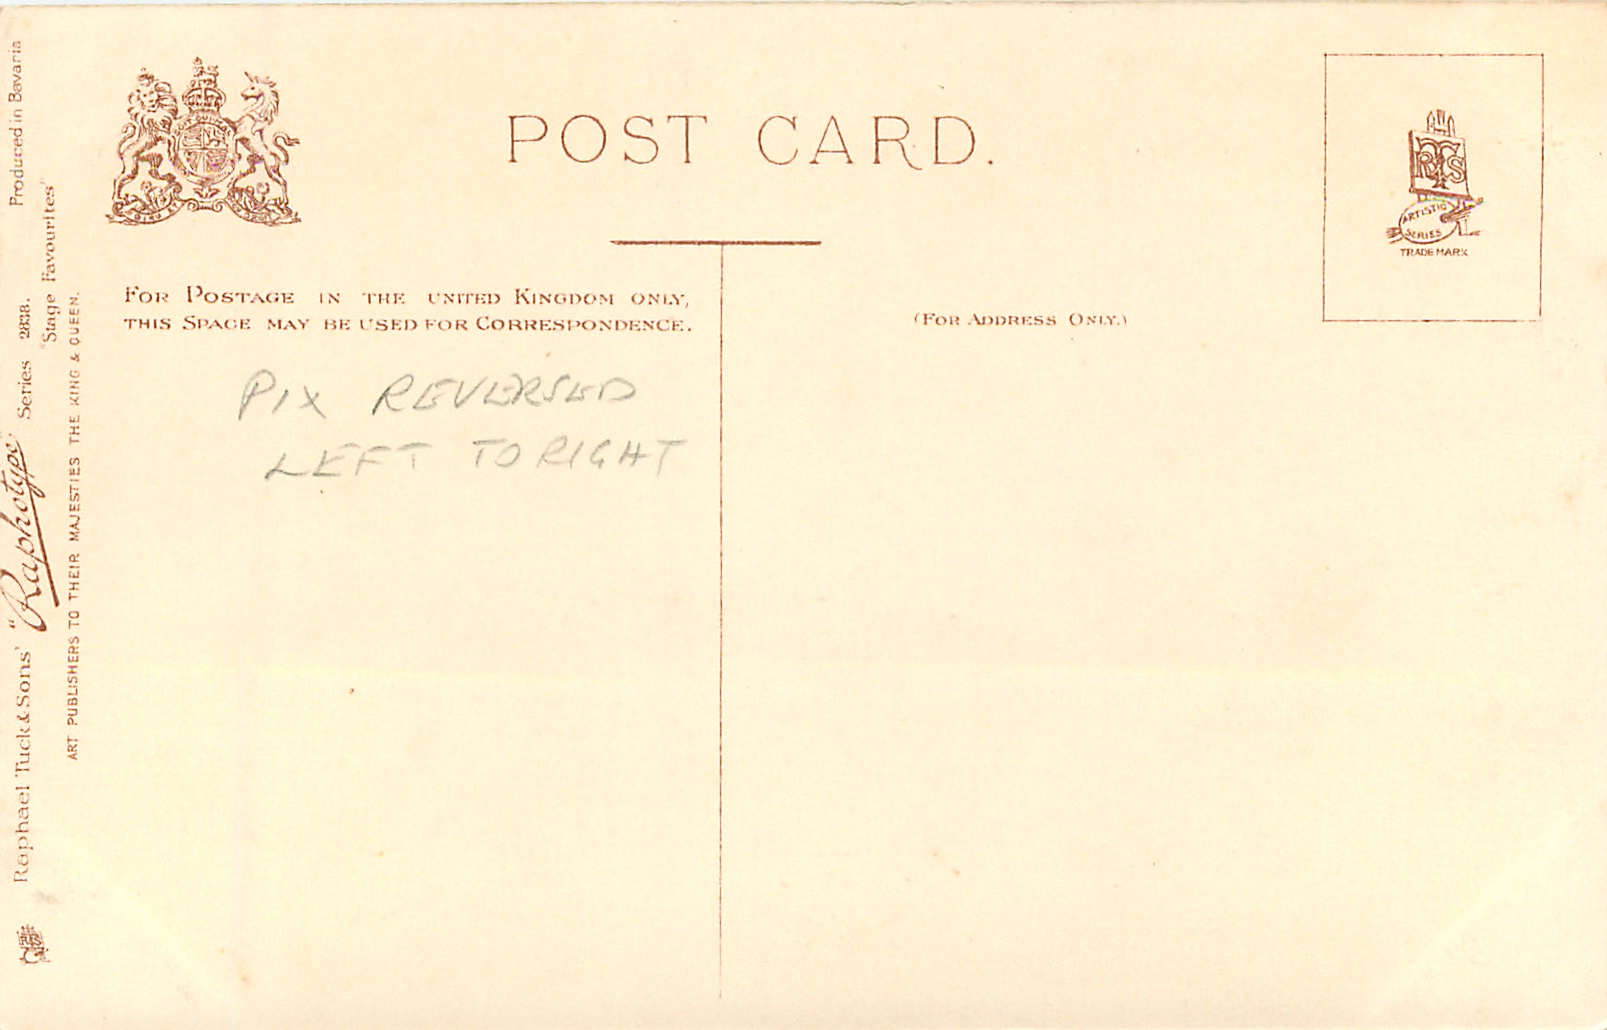 POST CARD.
FOR POSTAGE IN THE UNITED KINGDOM ONLY,
THIS SPACE MAY BE USED FOR CORRESPONDENCE.
(FOR ADDRESS ONLY.)
PIX REVERSED
LEFT TO RIGHT
RTS
ARTISTIC
SERIES
TRADE MARK
Raphael Tuck & Sons' "Raphotype" Series 2838. Produced in Bavaria
"Stage Favourites"
ART PUBLISHERS TO THEIR MAJESTIES THE KING & QUEEN.